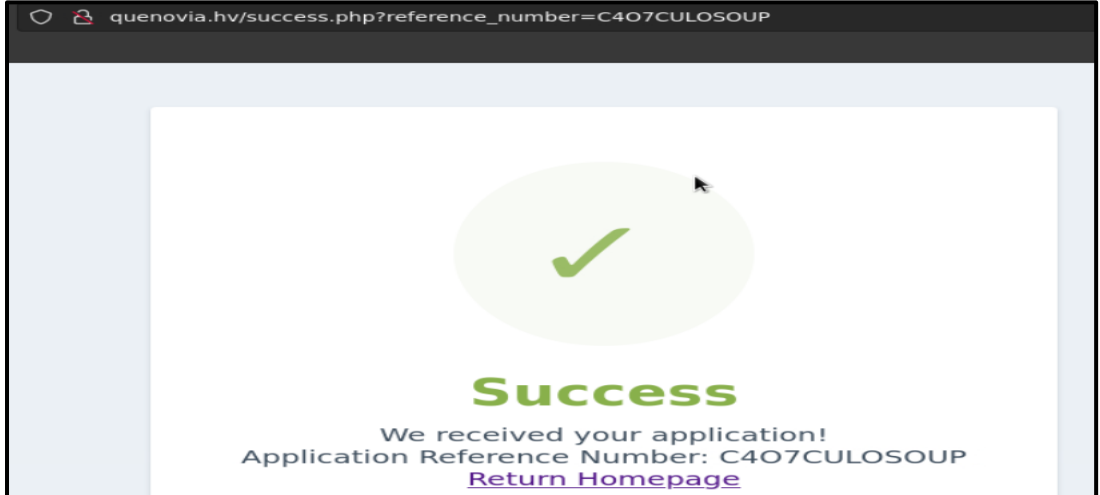 quenovia.hv/success.php?reference_number=C4O7CULOSOUP
Success
We received your application!
Application Reference Number: C4O7CULOSOUP
Return Homepage